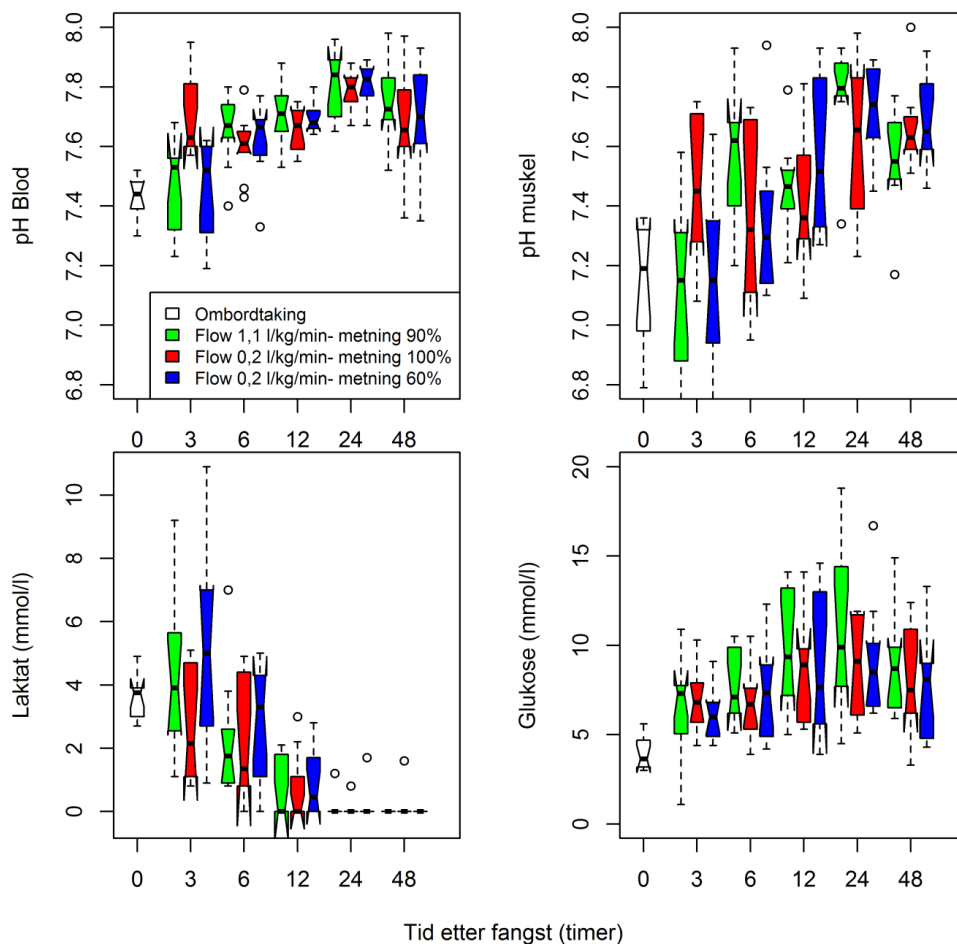 8.0
7.8
7.6
7.4
7.2
7.0
6.8
pH Blod
Ombordtaking
Flow 1,1 l/kg/min- metning 90%
Flow 0,2 l/kg/min- metning 100%
Flow 0,2 l/kg/min- metning 60%
0 3 6 12 24 48
8.0
7.8
7.6
7.4
7.2
7.0
6.8
pH muskel
0 3 6 12 24 48
10
8
6
4
2
0
Laktat (mmol/l)
0 3 6 12 24 48
20
15
10
5
0
Glukose (mmol/l)
0 3 6 12 24 48
Tid etter fangst (timer)